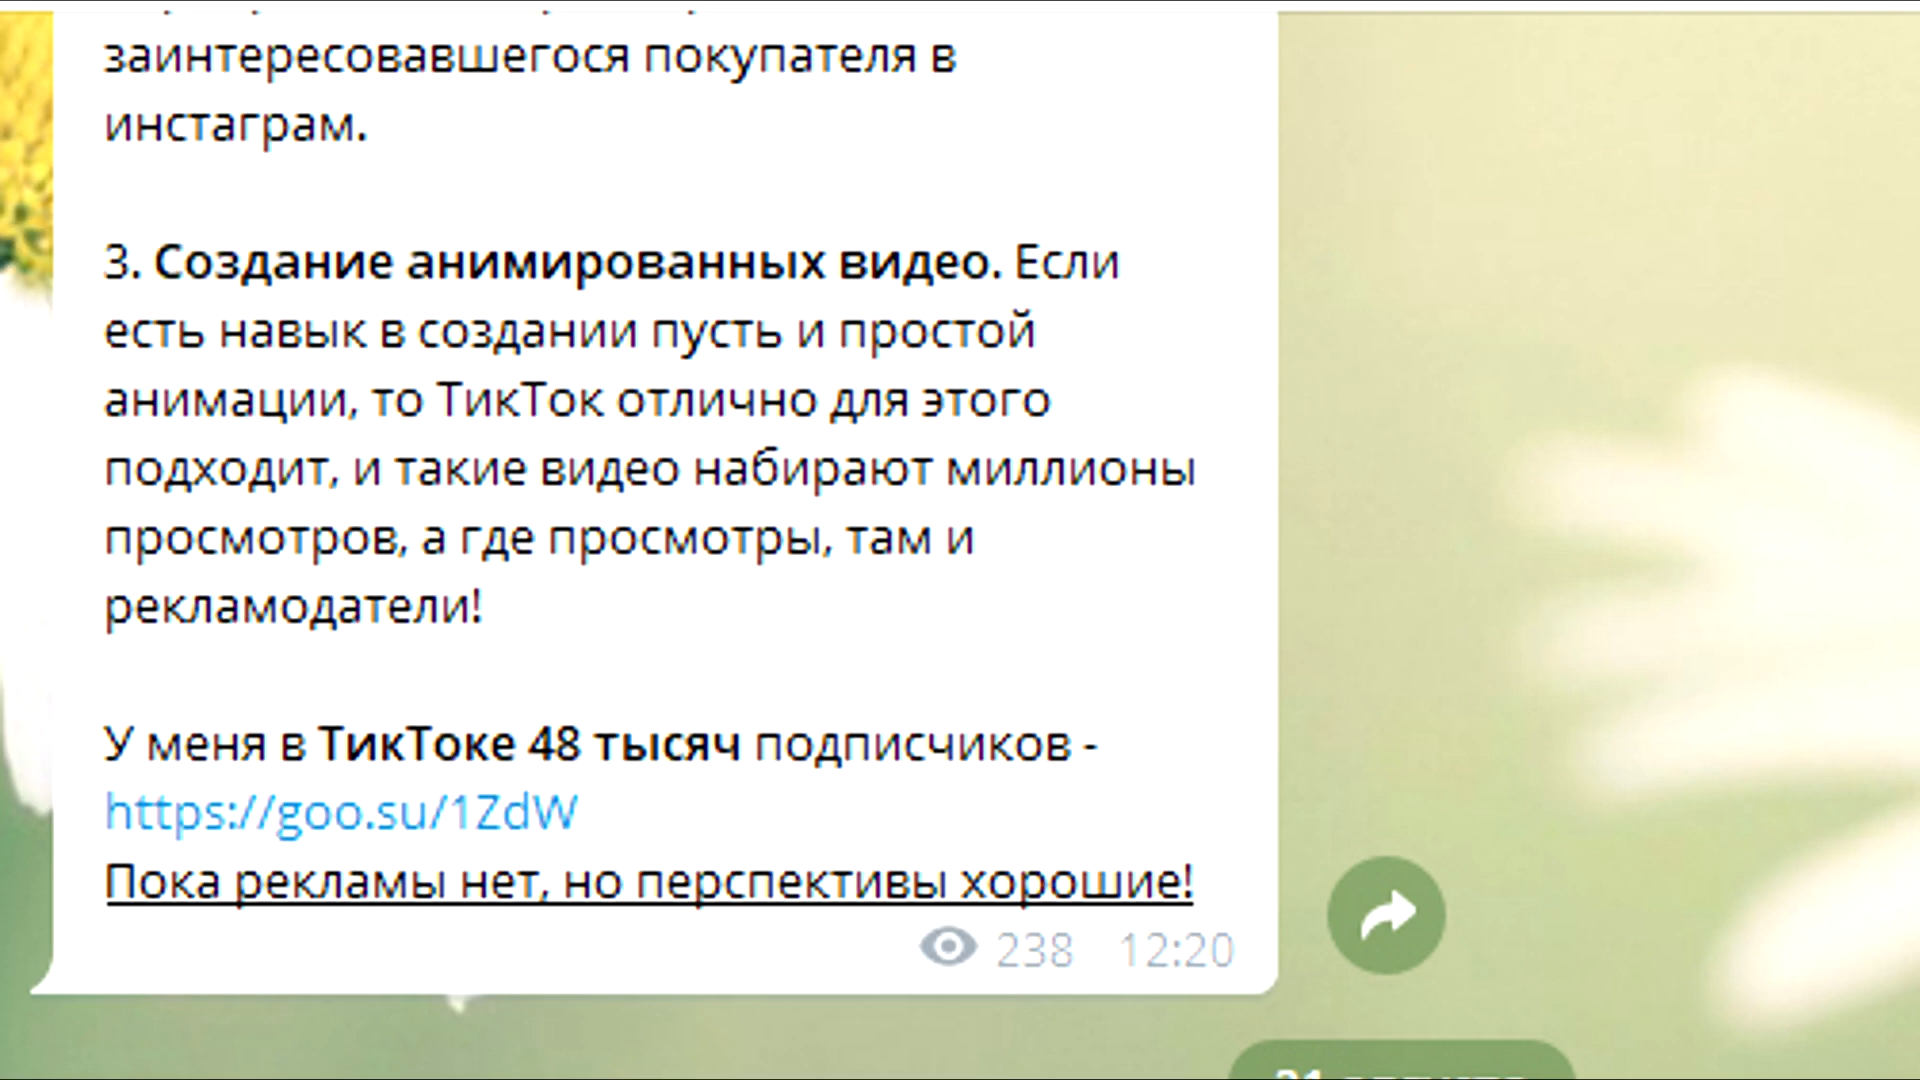 заинтересовавшегося покупателя в
инстаграм.
3. Создание анимированных видео. Если
есть навык в создании пусть и простой
анимации, то ТикТок отлично для этого
подходит, и такие видео набирают миллионы
просмотров, а где просмотры, там и
рекламодатели!
У меня в ТикТоке 48 тысяч подписчиков -
https://goo.su/1ZdW
Пока рекламы нет, но перспективы хорошие!
238 12:20